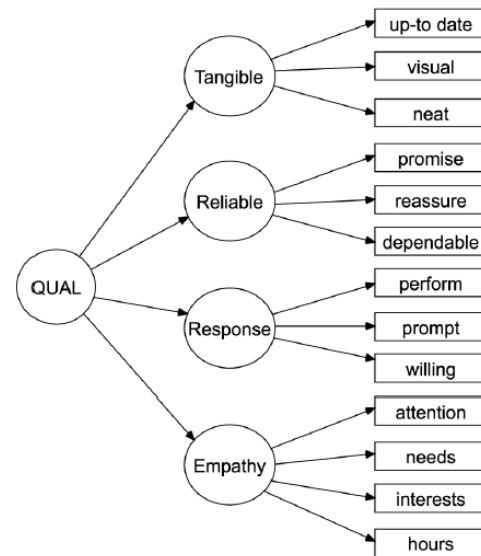 QUAL
Tangible
up-to date
visual
neat
Reliable
promise
reassure
dependable
Response
perform
prompt
willing
Empathy
attention
needs
interests
hours